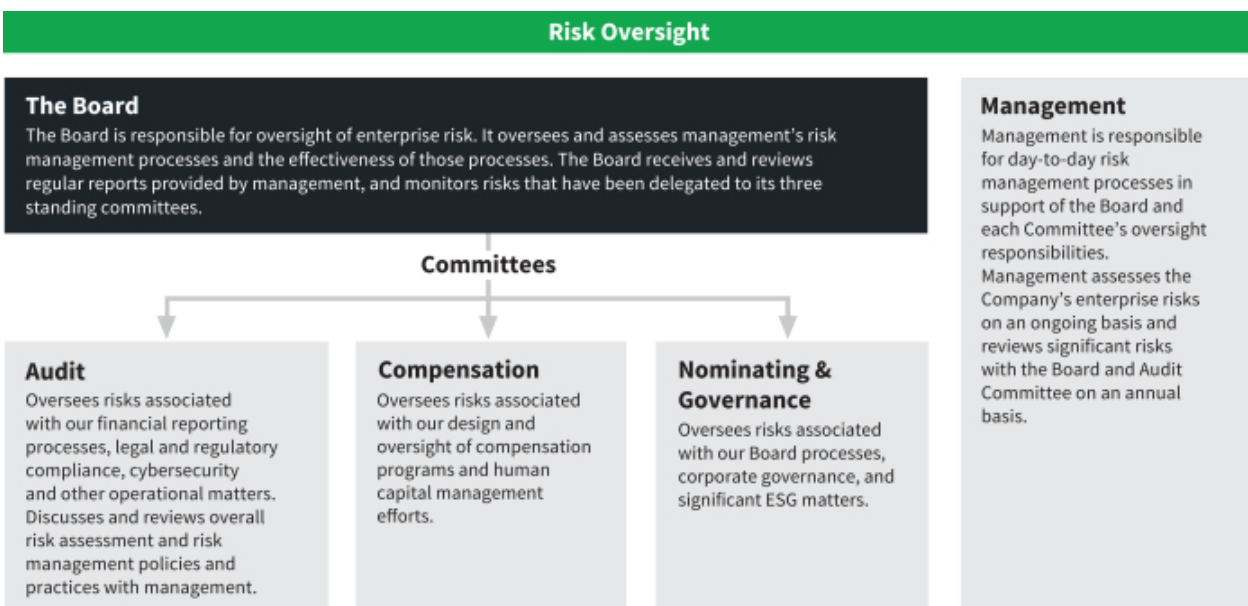 Risk Oversight
The Board
The Board is responsible for oversight of enterprise risk. It oversees and assesses management's risk
management processes and the effectiveness of those processes. The Board receives and reviews
regular reports provided by management, and monitors risks that have been delegated to its three
standing committees.
Committees
Audit
Oversees risks associated
with our financial reporting
processes, legal and regulatory
compliance, cybersecurity
and other operational matters.
Discusses and reviews overall
risk assessment and risk
management policies and
practices with management.
Compensation
Oversees risks associated
with our design and
oversight of compensation
programs and human
capital management
efforts.
Nominating &
Governance
Oversees risks associated
with our Board processes,
corporate governance, and
significant ESG matters.
Management
Management is responsible
for day-to-day risk
management processes in
support of the Board and
each Committee's oversight
responsibilities.
Management assesses the
Company's enterprise risks
on an ongoing basis and
reviews significant risks
with the Board and Audit
Committee on an annual
basis.